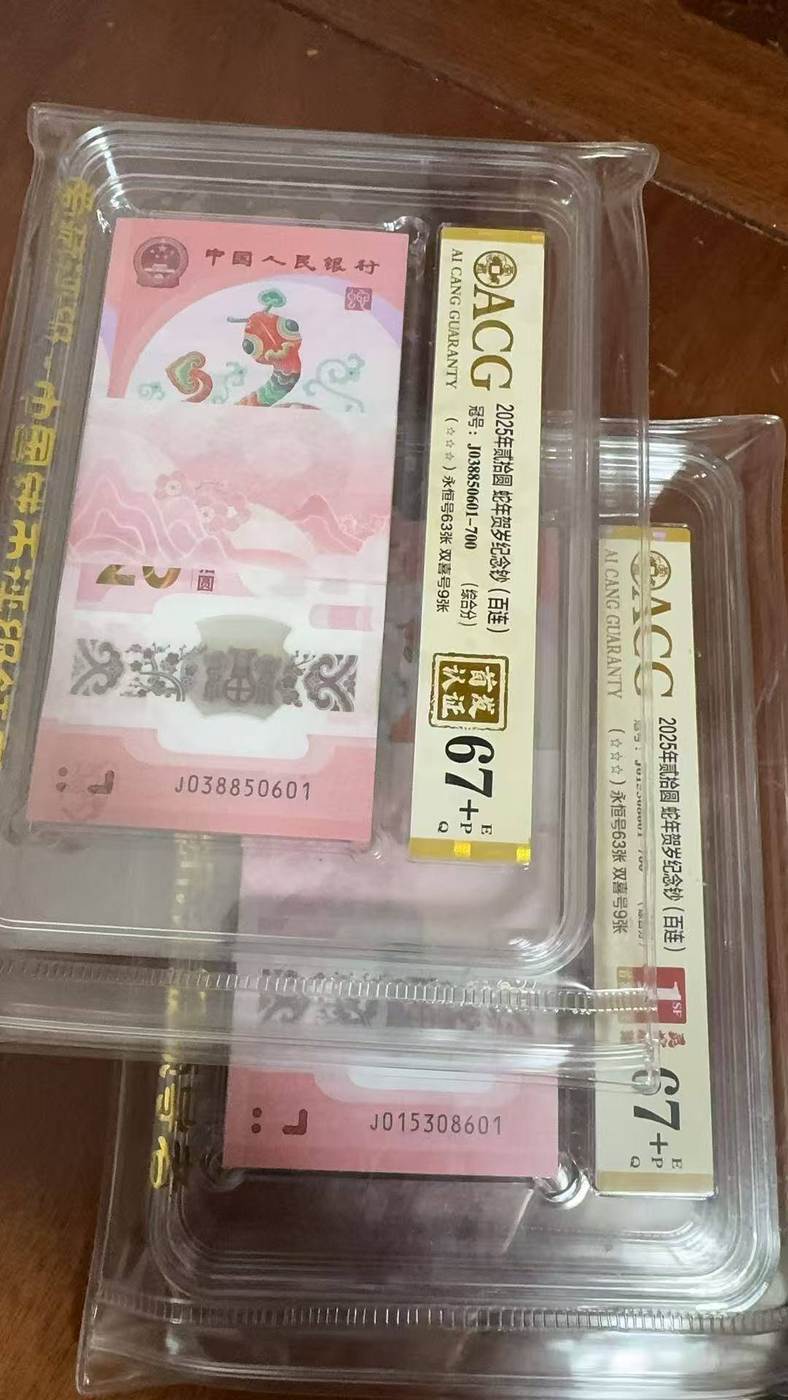 中国人民银行
J038850601
ACG
AI CANG GUARANTY
2025年贰拾圆 蛇年贺岁纪念钞（百连）
冠号：J038850601-700 （综合分）
（☆☆☆）永恒号63张 双喜号9张
首发
认证
67+
E
P
Q
ACG
AI CANG GUARANTY
2025年贰拾圆 蛇年贺岁纪念钞（百连）
（☆☆☆）永恒号63张 双喜号9张
1
67+
E
P
Q
J015308601